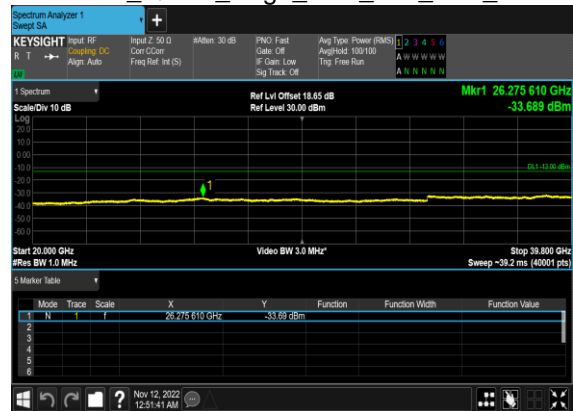 Spectrum Analyzer 1
Swept SA
+
KEYSIGHT Input: RF Input Z: 50 Ω #Atten: 30 dB PNO: Fast Avg Type: Power (RMS) 1 2 3 4 5 6
R T Coupling: DC Corr CCorr Gate: Off Avg|Hold: 100/100 A W W W W W
Align: Auto Freq Ref: Int (S) IF Gain: Low Trig: Free Run
LW Sig Track: Off A N N N N N
1 Spectrum Ref Lvl Offset 18.65 dB Mkr1 26.275 610 GHz
Scale/Div 10 dB Ref Level 30.00 dBm -33.689 dBm
Log
20.0
10.0
0.00
-10.0 DL1 -13.00 dBm
-20.0
-30.0 1
-40.0
-50.0
-60.0
Start 20.000 GHz Video BW 3.0 MHz* Stop 39.800 GHz
#Res BW 1.0 MHz Sweep ~39.2 ms (40001 pts)
5 Marker Table
Mode Trace Scale X Y Function Function Width Function Value
1 N 1 f 26.275 610 GHz -33.69 dBm
2
3
4
5
6
? Nov 12, 2022
12:51:41 AM